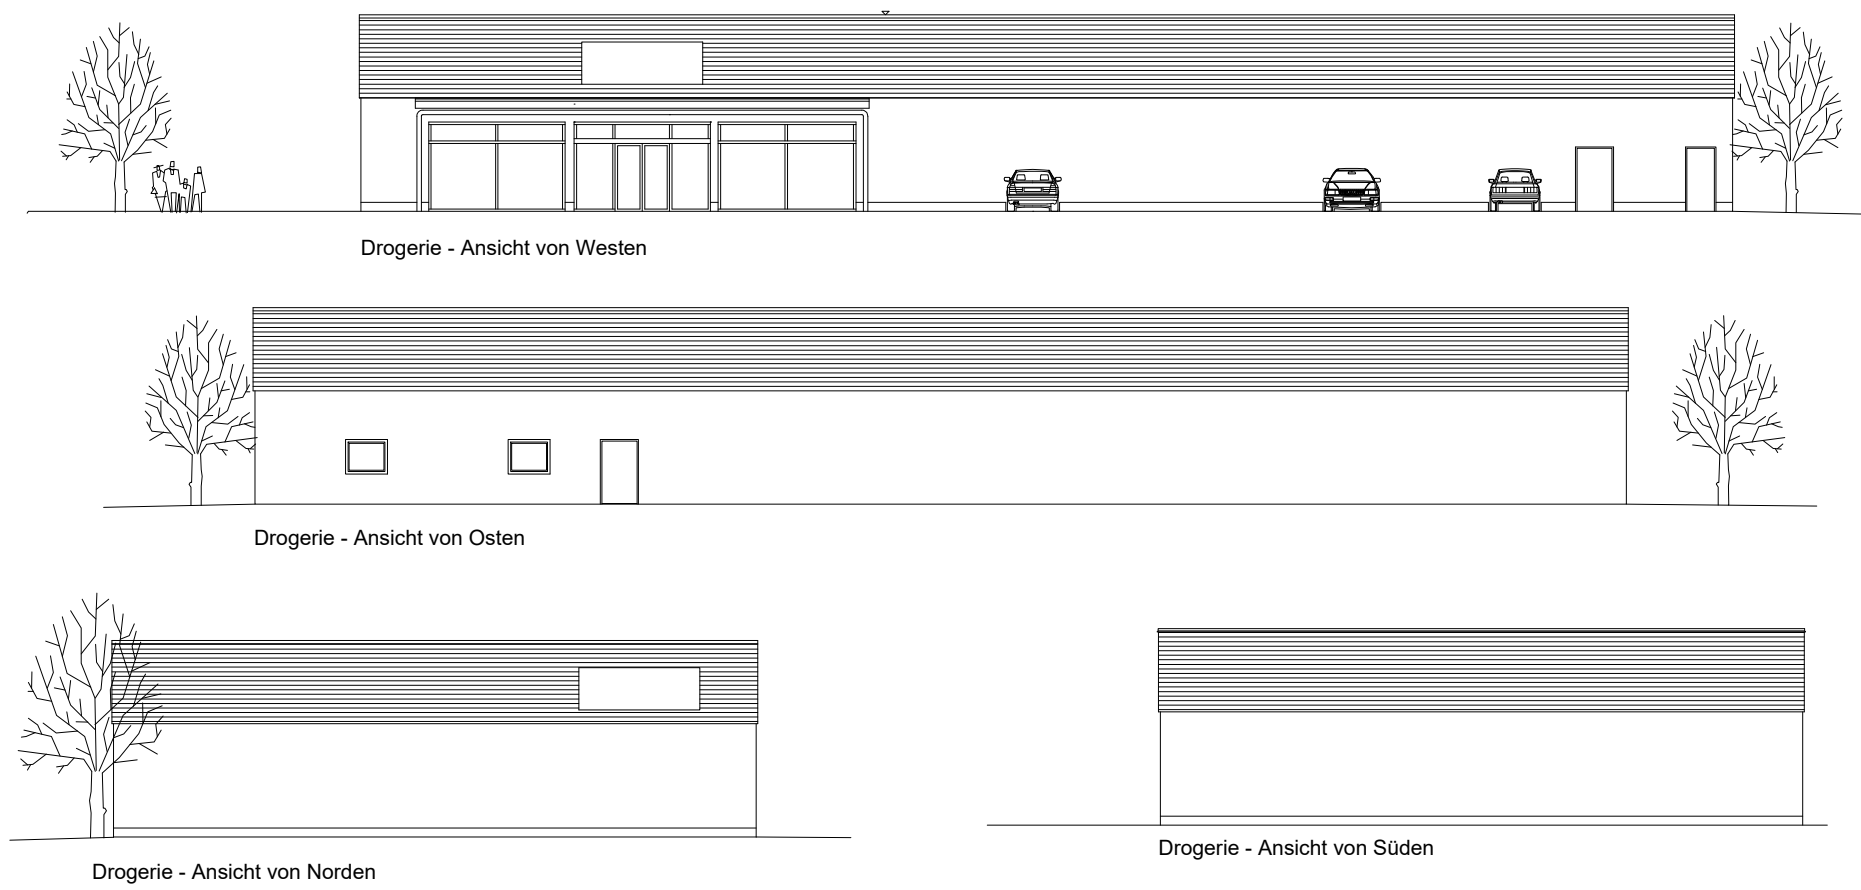 Drogerie - Ansicht von Westen
Drogerie - Ansicht von Osten
Drogerie - Ansicht von Norden
Drogerie - Ansicht von Süden